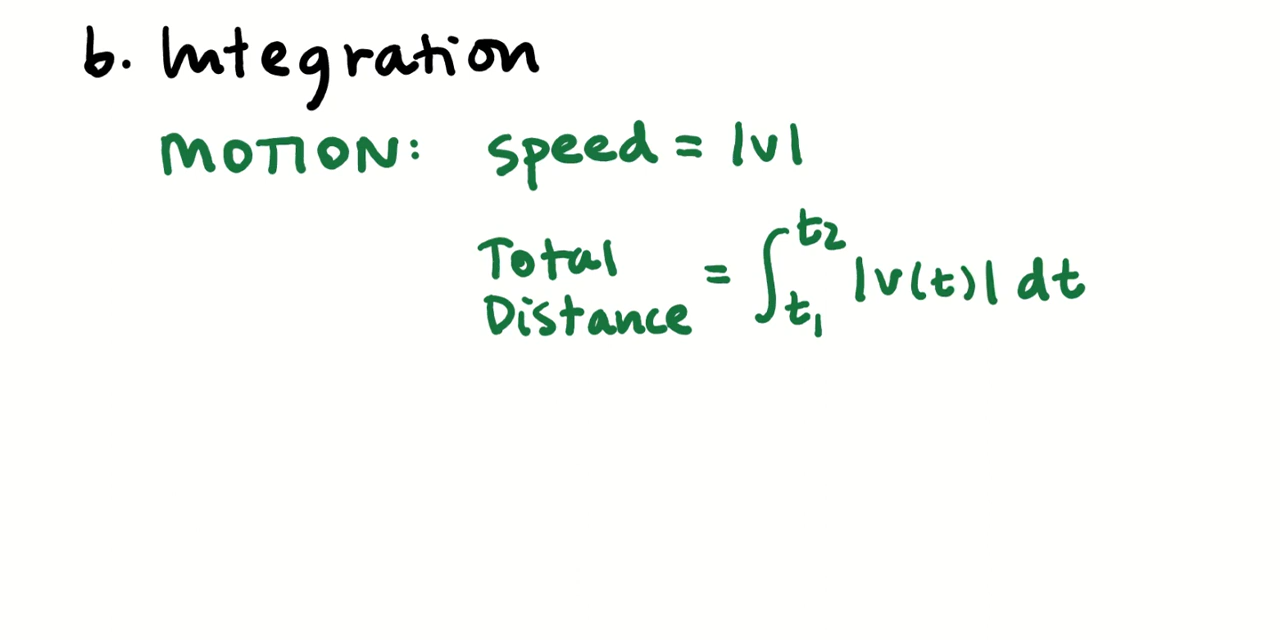 b. Integration
MOTION: speed = |v|
Total Distance = ∫_{t₁}^{t₂} |v(t)| dt